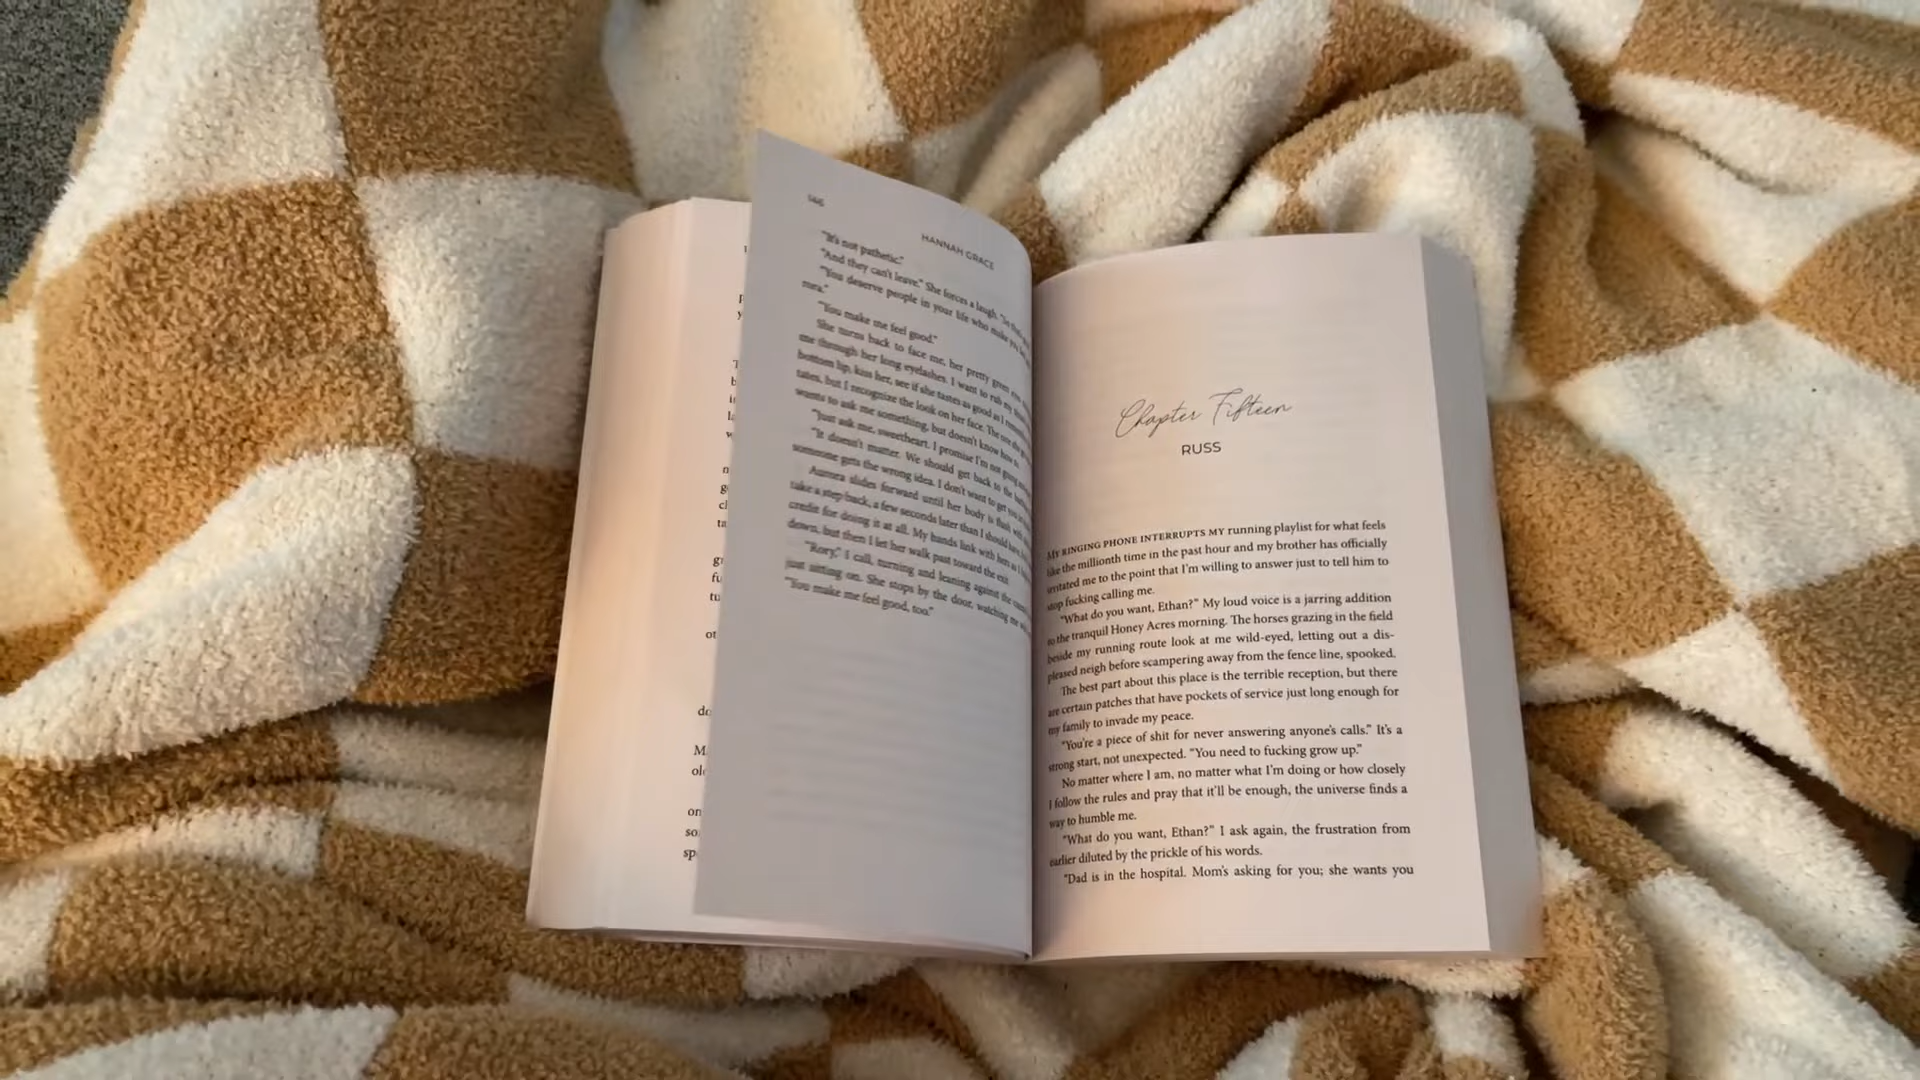 HANNAH GRACE
"It's not pathetic."
"And they can't leave." She forces a laugh.
"You deserve people in your life who make you
"You make me feel good."
She turns back to face me, her pretty green
me through her long eyelashes. I want to rub my
bottom lip, kiss her, see if she tastes as good as I
but I recognize the look on her face. The one
wants to ask me something, but doesn't know how to.
"Just ask me, sweetheart. I promise I'm not going
"It doesn't matter. We should get back to the
someone gets the wrong idea. I don't want to get you
Aurora slides forward until her body is flush with
take a step back, a few seconds later than I should have,
credit for doing it at all. My hands link with hers as I
down, but then I let her walk past toward the exit.
"Rory," I call, turning and leaning against the
just sitting on. She stops by the door, watching me
"You make me feel good, too."
Chapter Fifteen
RUSS
MY RINGING PHONE INTERRUPTS MY running playlist for what feels
like the millionth time in the past hour and my brother has officially
irritated me to the point that I'm willing to answer just to tell him to
stop fucking calling me.
"What do you want, Ethan?" My loud voice is a jarring addition
to the tranquil Honey Acres morning. The horses grazing in the field
beside my running route look at me wild-eyed, letting out a dis-
pleased neigh before scampering away from the fence line, spooked.
The best part about this place is the terrible reception, but there
are certain patches that have pockets of service just long enough for
my family to invade my peace.
"You're a piece of shit for never answering anyone's calls." It's a
strong start, not unexpected. "You need to fucking grow up."
No matter where I am, no matter what I'm doing or how closely
I follow the rules and pray that it'll be enough, the universe finds a
way to humble me.
"What do you want, Ethan?" I ask again, the frustration from
earlier diluted by the prickle of his words.
"Dad is in the hospital. Mom's asking for you; she wants you